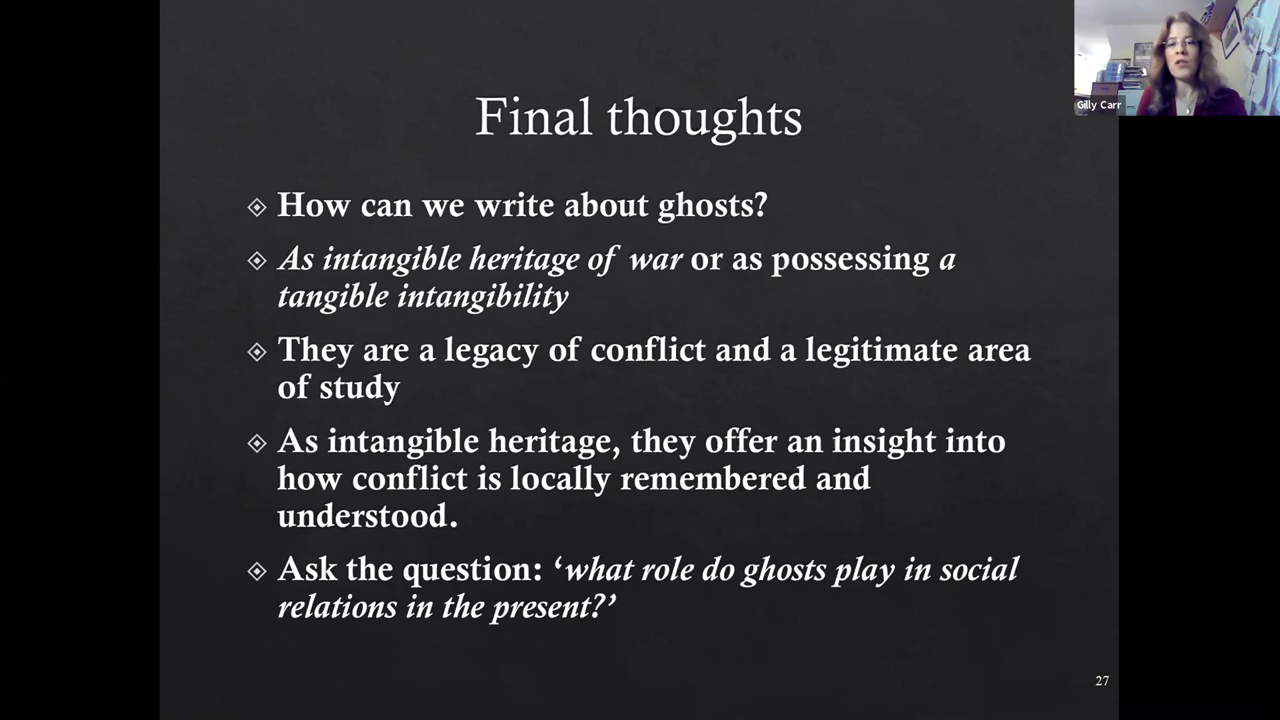 Gilly Carr
Final thoughts
How can we write about ghosts?
As intangible heritage of war or as possessing a
tangible intangibility
They are a legacy of conflict and a legitimate area
of study
As intangible heritage, they offer an insight into
how conflict is locally remembered and
understood.
Ask the question: ‘what role do ghosts play in social
relations in the present?’
27